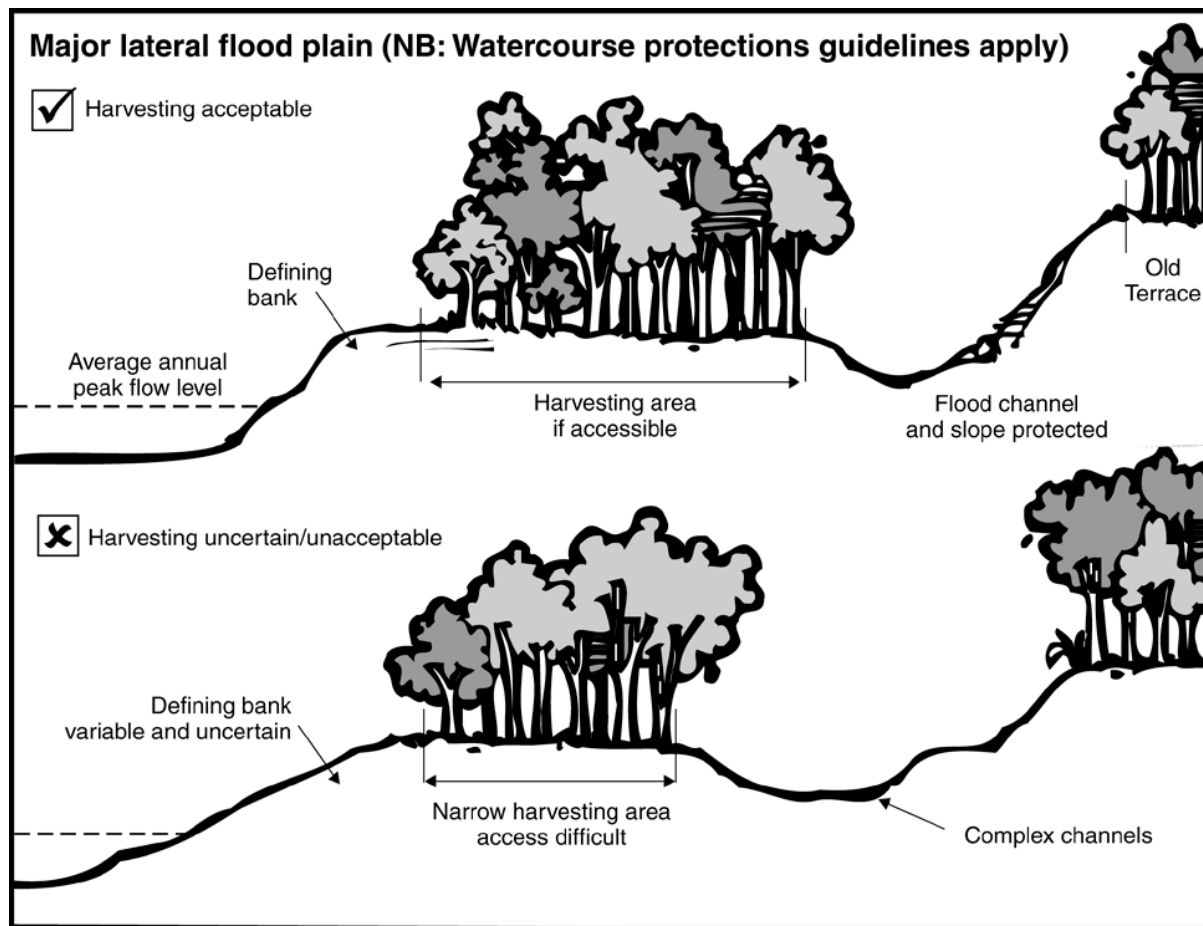 Major lateral flood plain (NB: Watercourse protections guidelines apply)
Harvesting acceptable
Defining
bank
Average annual
peak flow level
Harvesting area
if accessible
Flood channel
and slope protected
Old
Terrace
Harvesting uncertain/unacceptable
Defining bank
variable and uncertain
Narrow harvesting area
access difficult
Complex channels